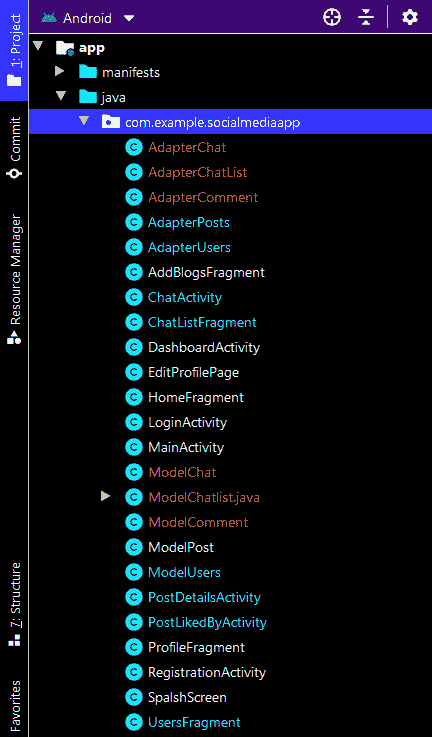 Android
1: Project
Commit
Resource Manager
7: Structure
Favorites
app
manifests
java
com.example.socialmediaapp
AdapterChat
AdapterChatList
AdapterComment
AdapterPosts
AdapterUsers
AddBlogsFragment
ChatActivity
ChatListFragment
DashboardActivity
EditProfilePage
HomeFragment
LoginActivity
MainActivity
ModelChat
ModelChatlist.java
ModelComment
ModelPost
ModelUsers
PostDetailsActivity
PostLikedByActivity
ProfileFragment
RegistrationActivity
SpalshScreen
UsersFragment